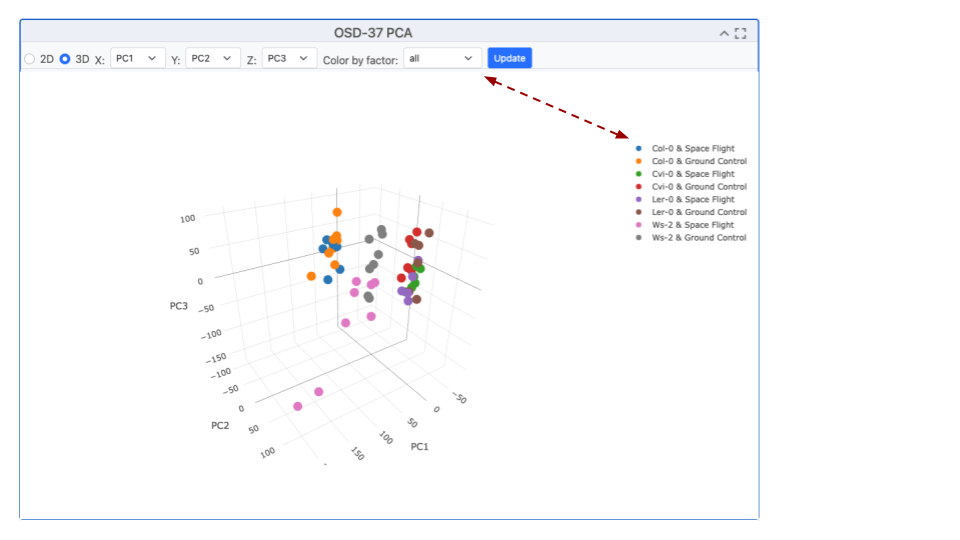 OSD-37 PCA
2D 3D X: PC1 Y: PC2 Z: PC3 Color by factor: all Update
Col-0 & Space Flight
Col-0 & Ground Control
Cvi-0 & Space Flight
Cvi-0 & Ground Control
Ler-0 & Space Flight
Ler-0 & Ground Control
Ws-2 & Space Flight
Ws-2 & Ground Control
100
50
0
PC3 −50
−100
−150
−100
−50
0
PC2 50
100
150
100
50
0
−50
PC1